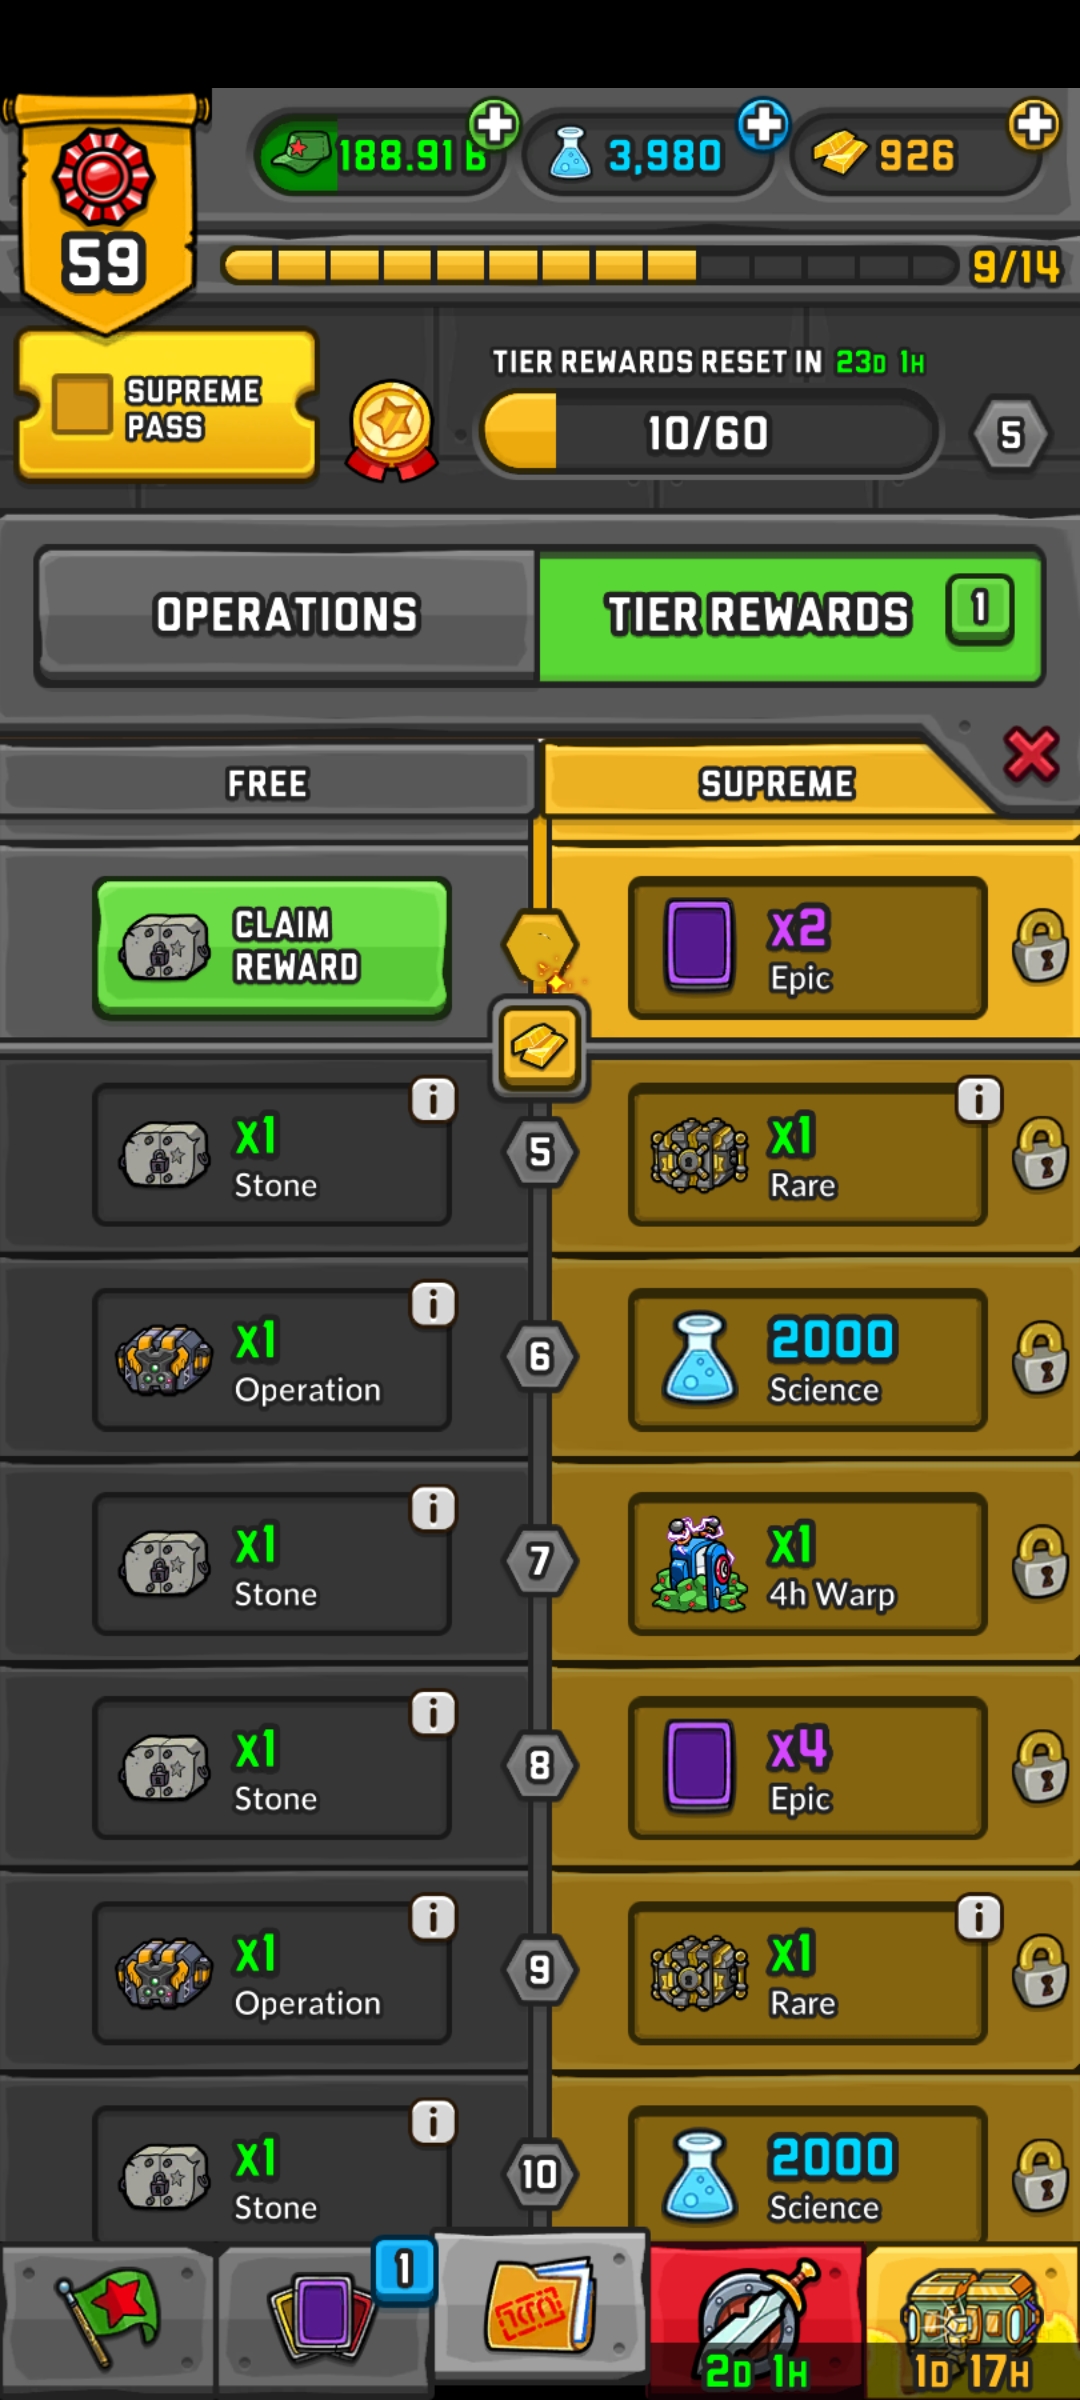 188.91 B
3,980
926
59
9/14
SUPREME
PASS
TIER REWARDS RESET IN 23D 1H
10/60
5
OPERATIONS
TIER REWARDS
1
FREE
SUPREME
CLAIM
REWARD
x2
Epic
x1
Stone
5
x1
Rare
x1
Operation
6
2000
Science
x1
Stone
7
x1
4h Warp
x1
Stone
8
x4
Epic
x1
Operation
9
x1
Rare
x1
Stone
10
2000
Science
1
2D 1H
1D 17H